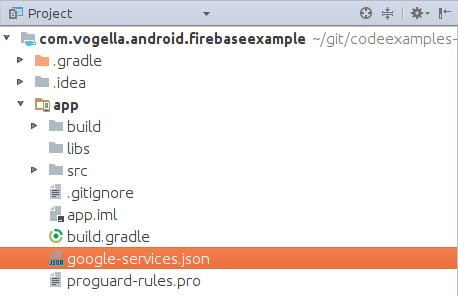 Project
com.vogella.android.firebaseexample ~/git/codeexamples-
.gradle
.idea
app
build
libs
src
.gitignore
app.iml
build.gradle
google-services.json
proguard-rules.pro